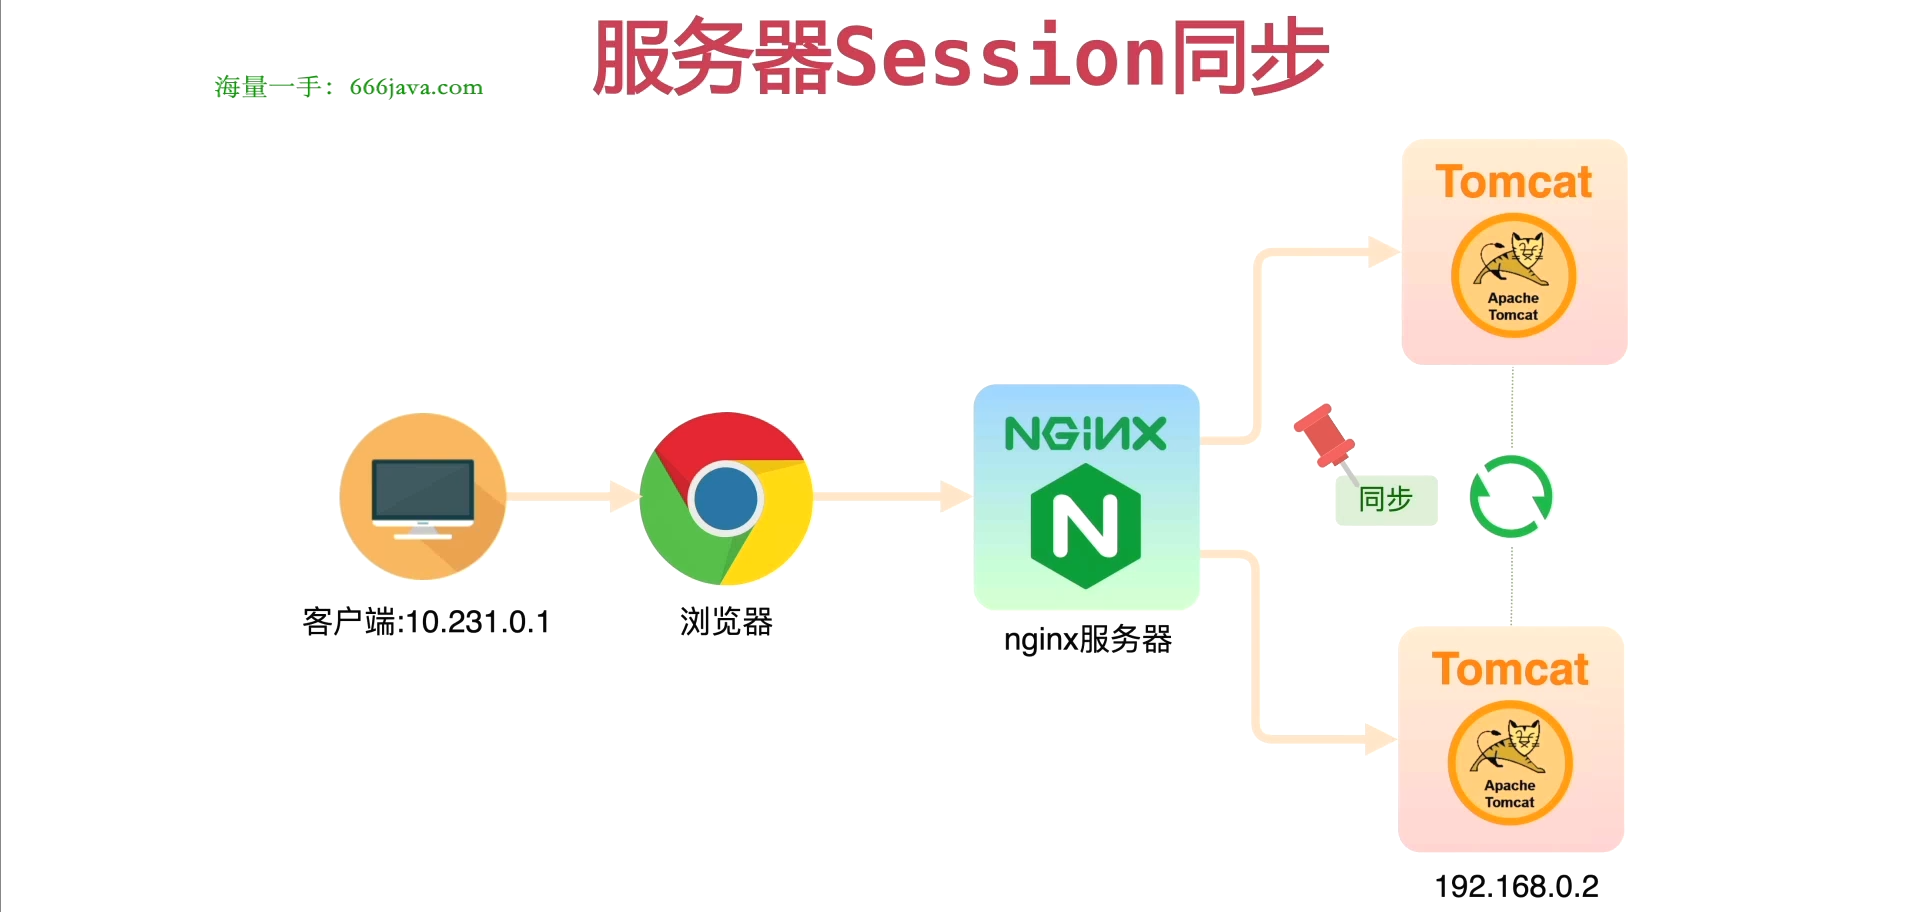 服务器Session同步
海量一手：666java.com
Tomcat
Apache
Tomcat
NGINX
N
同步
客户端:10.231.0.1
浏览器
nginx服务器
Tomcat
Apache
Tomcat
192.168.0.2